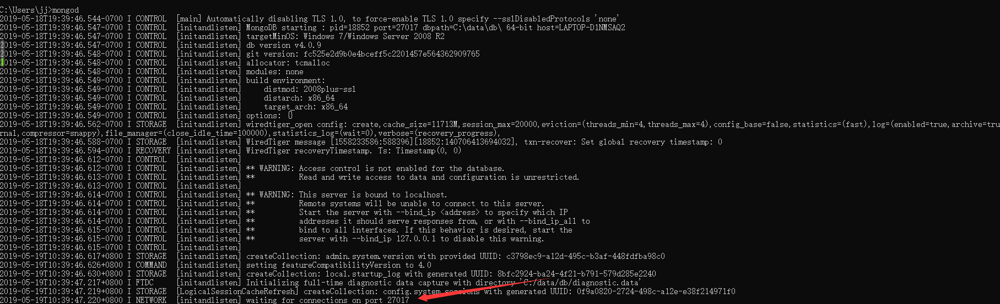 C:\Users\jj>mongod
2019-05-18T19:39:46.544-0700 I CONTROL  [main] Automatically disabling TLS 1.0, to force-enable TLS 1.0 specify --sslDisabledProtocols 'none'
2019-05-18T19:39:46.547-0700 I CONTROL  [initandlisten] MongoDB starting : pid=18852 port=27017 dbpath=C:\data\db\ 64-bit host=LAPTOP-D1NMSAQ2
2019-05-18T19:39:46.547-0700 I CONTROL  [initandlisten] targetMinOS: Windows 7/Windows Server 2008 R2
2019-05-18T19:39:46.547-0700 I CONTROL  [initandlisten] db version v4.0.9
2019-05-18T19:39:46.548-0700 I CONTROL  [initandlisten] git version: fc525e2d9b0e4bceff5c2201457e564362909765
2019-05-18T19:39:46.548-0700 I CONTROL  [initandlisten] allocator: tcmalloc
2019-05-18T19:39:46.548-0700 I CONTROL  [initandlisten] modules: none
2019-05-18T19:39:46.549-0700 I CONTROL  [initandlisten] build environment:
2019-05-18T19:39:46.549-0700 I CONTROL  [initandlisten]     distmod: 2008plus-ssl
2019-05-18T19:39:46.549-0700 I CONTROL  [initandlisten]     distarch: x86_64
2019-05-18T19:39:46.549-0700 I CONTROL  [initandlisten]     target_arch: x86_64
2019-05-18T19:39:46.549-0700 I CONTROL  [initandlisten] options: {}
2019-05-18T19:39:46.562-0700 I STORAGE  [initandlisten] wiredtiger_open config: create,cache_size=11713M,session_max=20000,eviction=(threads_min=4,threads_max=4),config_base=false,statistics=(fast),log=(enabled=true,archive=tru
rnal,compressor=snappy),file_manager=(close_idle_time=100000),statistics_log=(wait=0),verbose=(recovery_progress),
2019-05-18T19:39:46.588-0700 I STORAGE  [initandlisten] WiredTiger message [1558233586:588396][18852:140706413694032], txn-recover: Set global recovery timestamp: 0
2019-05-18T19:39:46.594-0700 I RECOVERY [initandlisten] WiredTiger recoveryTimestamp. Ts: Timestamp(0, 0)
2019-05-18T19:39:46.612-0700 I CONTROL  [initandlisten]
2019-05-18T19:39:46.612-0700 I CONTROL  [initandlisten] ** WARNING: Access control is not enabled for the database.
2019-05-18T19:39:46.613-0700 I CONTROL  [initandlisten] **          Read and write access to data and configuration is unrestricted.
2019-05-18T19:39:46.613-0700 I CONTROL  [initandlisten]
2019-05-18T19:39:46.614-0700 I CONTROL  [initandlisten] ** WARNING: This server is bound to localhost.
2019-05-18T19:39:46.614-0700 I CONTROL  [initandlisten] **          Remote systems will be unable to connect to this server.
2019-05-18T19:39:46.614-0700 I CONTROL  [initandlisten] **          Start the server with --bind_ip <address> to specify which IP
2019-05-18T19:39:46.614-0700 I CONTROL  [initandlisten] **          addresses it should serve responses from, or with --bind_ip_all to
2019-05-18T19:39:46.615-0700 I CONTROL  [initandlisten] **          bind to all interfaces. If this behavior is desired, start the
2019-05-18T19:39:46.615-0700 I CONTROL  [initandlisten] **          server with --bind_ip 127.0.0.1 to disable this warning.
2019-05-18T19:39:46.615-0700 I CONTROL  [initandlisten]
2019-05-19T10:39:46.617+0800 I STORAGE  [initandlisten] createCollection: admin.system.version with provided UUID: c3798ec9-a12d-495c-b3af-448fdfba98c0
2019-05-19T10:39:46.626+0800 I COMMAND  [initandlisten] setting featureCompatibilityVersion to 4.0
2019-05-19T10:39:46.630+0800 I STORAGE  [initandlisten] createCollection: local.startup_log with generated UUID: 8bfc2924-ba24-4f21-b791-579d285e2240
2019-05-19T10:39:47.217+0800 I FTDC     [initandlisten] Initializing full-time diagnostic data capture with directory 'C:/data/db/diagnostic.data'
2019-05-19T10:39:47.219+0800 I STORAGE  [LogicalSessionCacheRefresh] createCollection: config.system.sessions with generated UUID: 0f9a0820-2724-498c-a12e-e38f214971f0
2019-05-19T10:39:47.220+0800 I NETWORK  [initandlisten] waiting for connections on port 27017